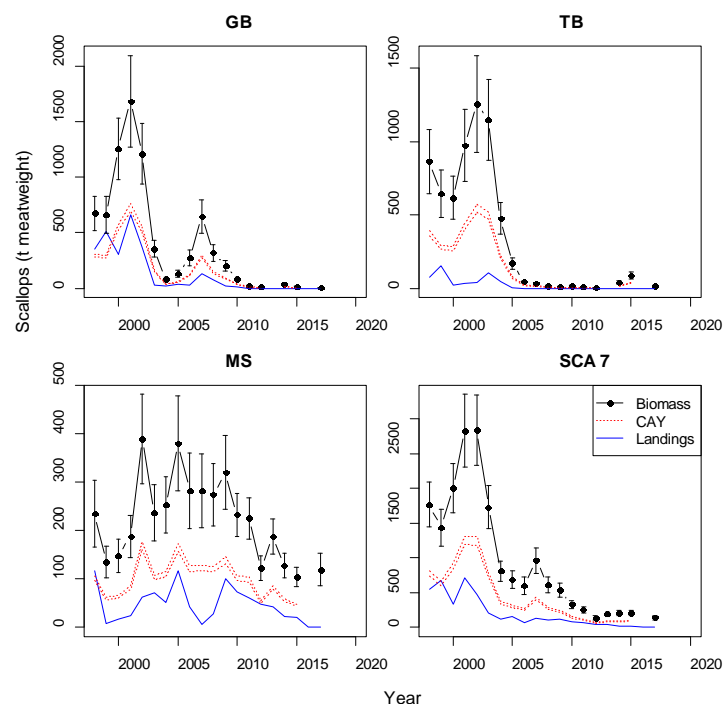 GB
TB
Scallops (t meatweight)
0 500 1000 1500 2000
0 500 1000 1500
2000 2005 2010 2015 2020
2000 2005 2010 2015 2020
MS
SCA 7
0 100 200 300 400 500
0 500 1500 2500
Biomass
CAY
Landings
2000 2005 2010 2015 2020
2000 2005 2010 2015 2020
Year